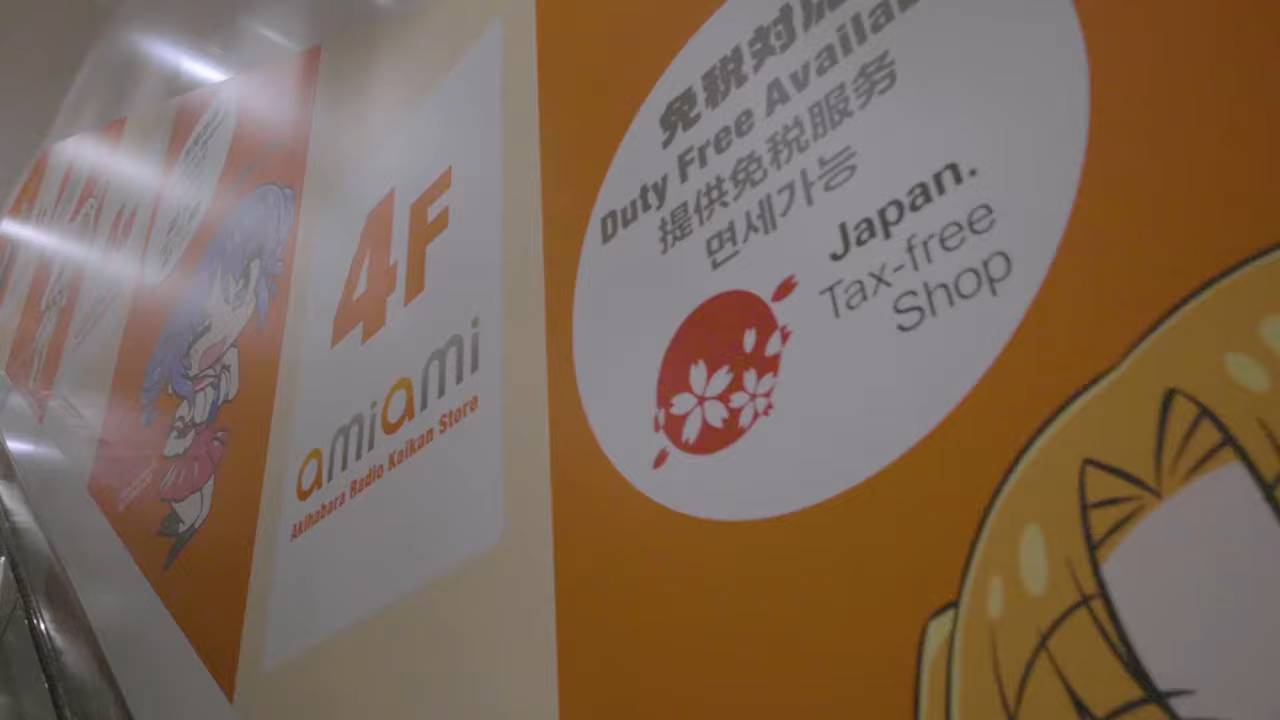 4F
amiami
Akihabara Radio Kaikan Store
免税対応
Duty Free Availab
提供免税服务
면세가능
Japan.
Tax-free
Shop